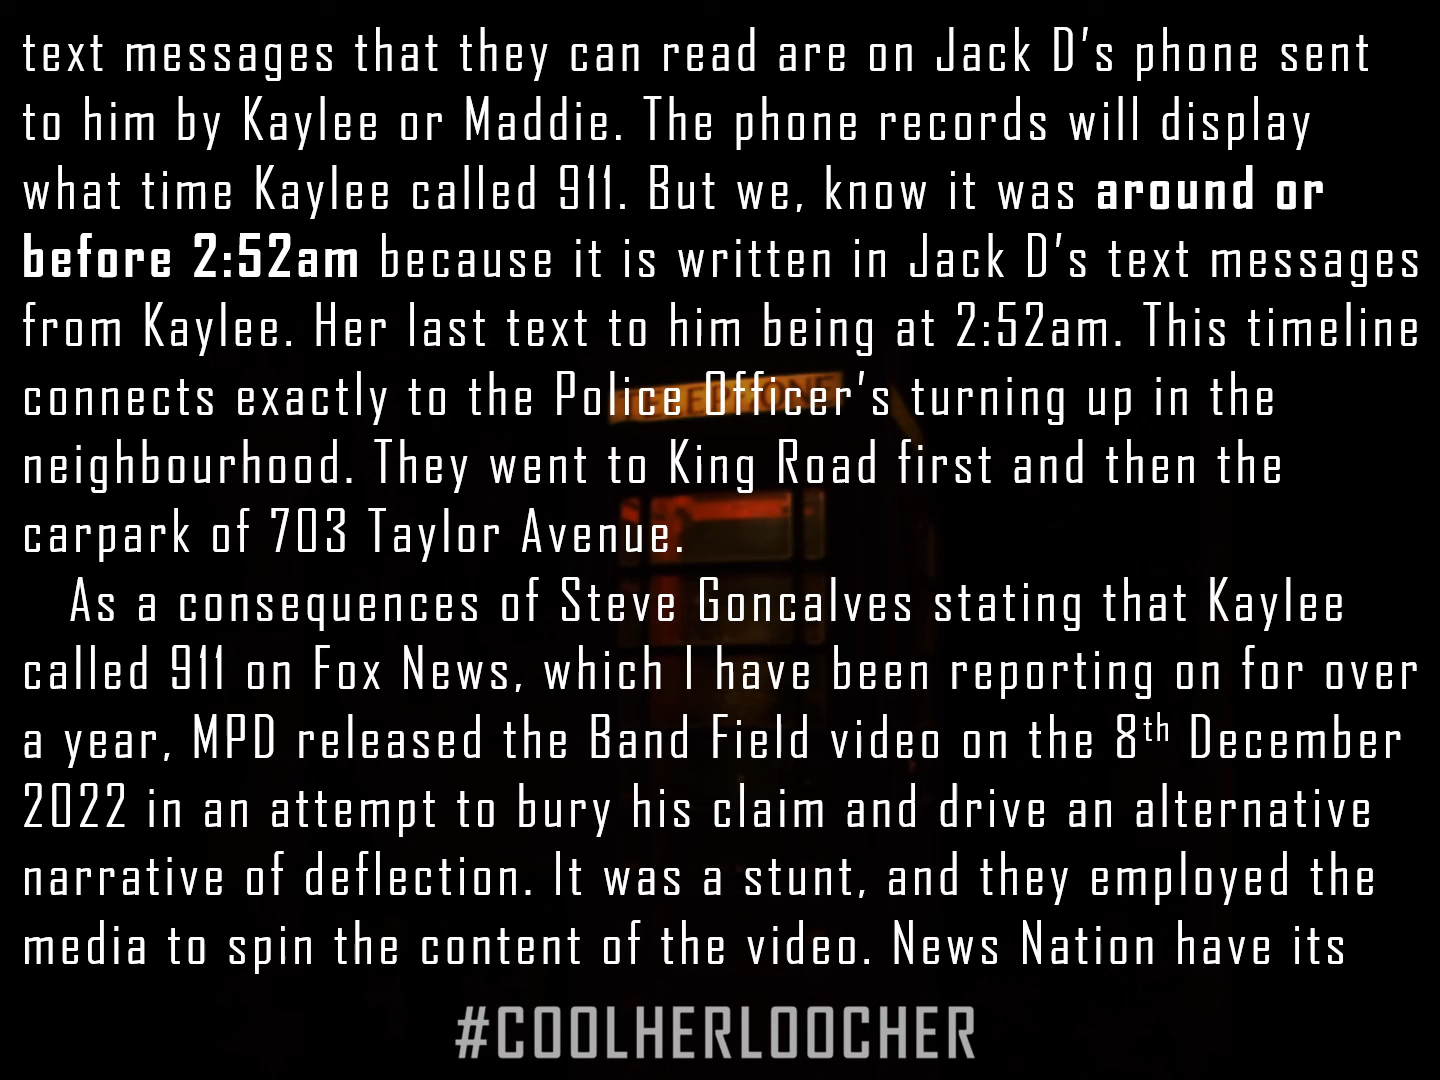 text messages that they can read are on Jack D's phone sent
to him by Kaylee or Maddie. The phone records will display
what time Kaylee called 911. But we, know it was around or
before 2:52am because it is written in Jack D's text messages
from Kaylee. Her last text to him being at 2:52am. This timeline
connects exactly to the Police Officer's turning up in the
neighbourhood. They went to King Road first and then the
carpark of 703 Taylor Avenue.
As a consequences of Steve Goncalves stating that Kaylee
called 911 on Fox News, which I have been reporting on for over
a year, MPD released the Band Field video on the 8th December
2022 in an attempt to bury his claim and drive an alternative
narrative of deflection. It was a stunt, and they employed the
media to spin the content of the video. News Nation have its
#COOLHERLOOCHER
TELEPHONE